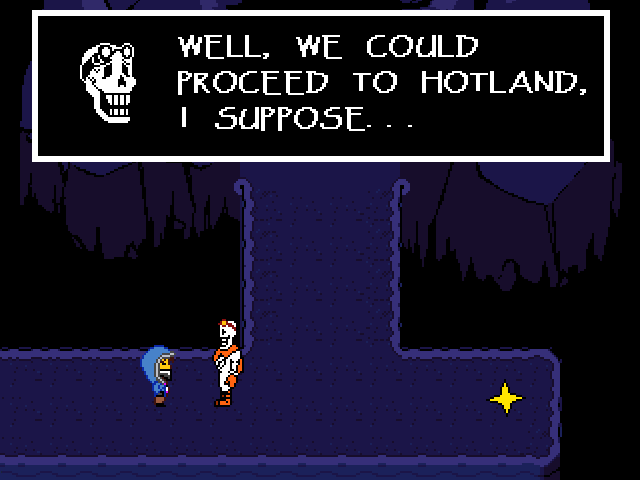 WELL, WE COULD
PROCEED TO HOTLAND,
I SUPPOSE...